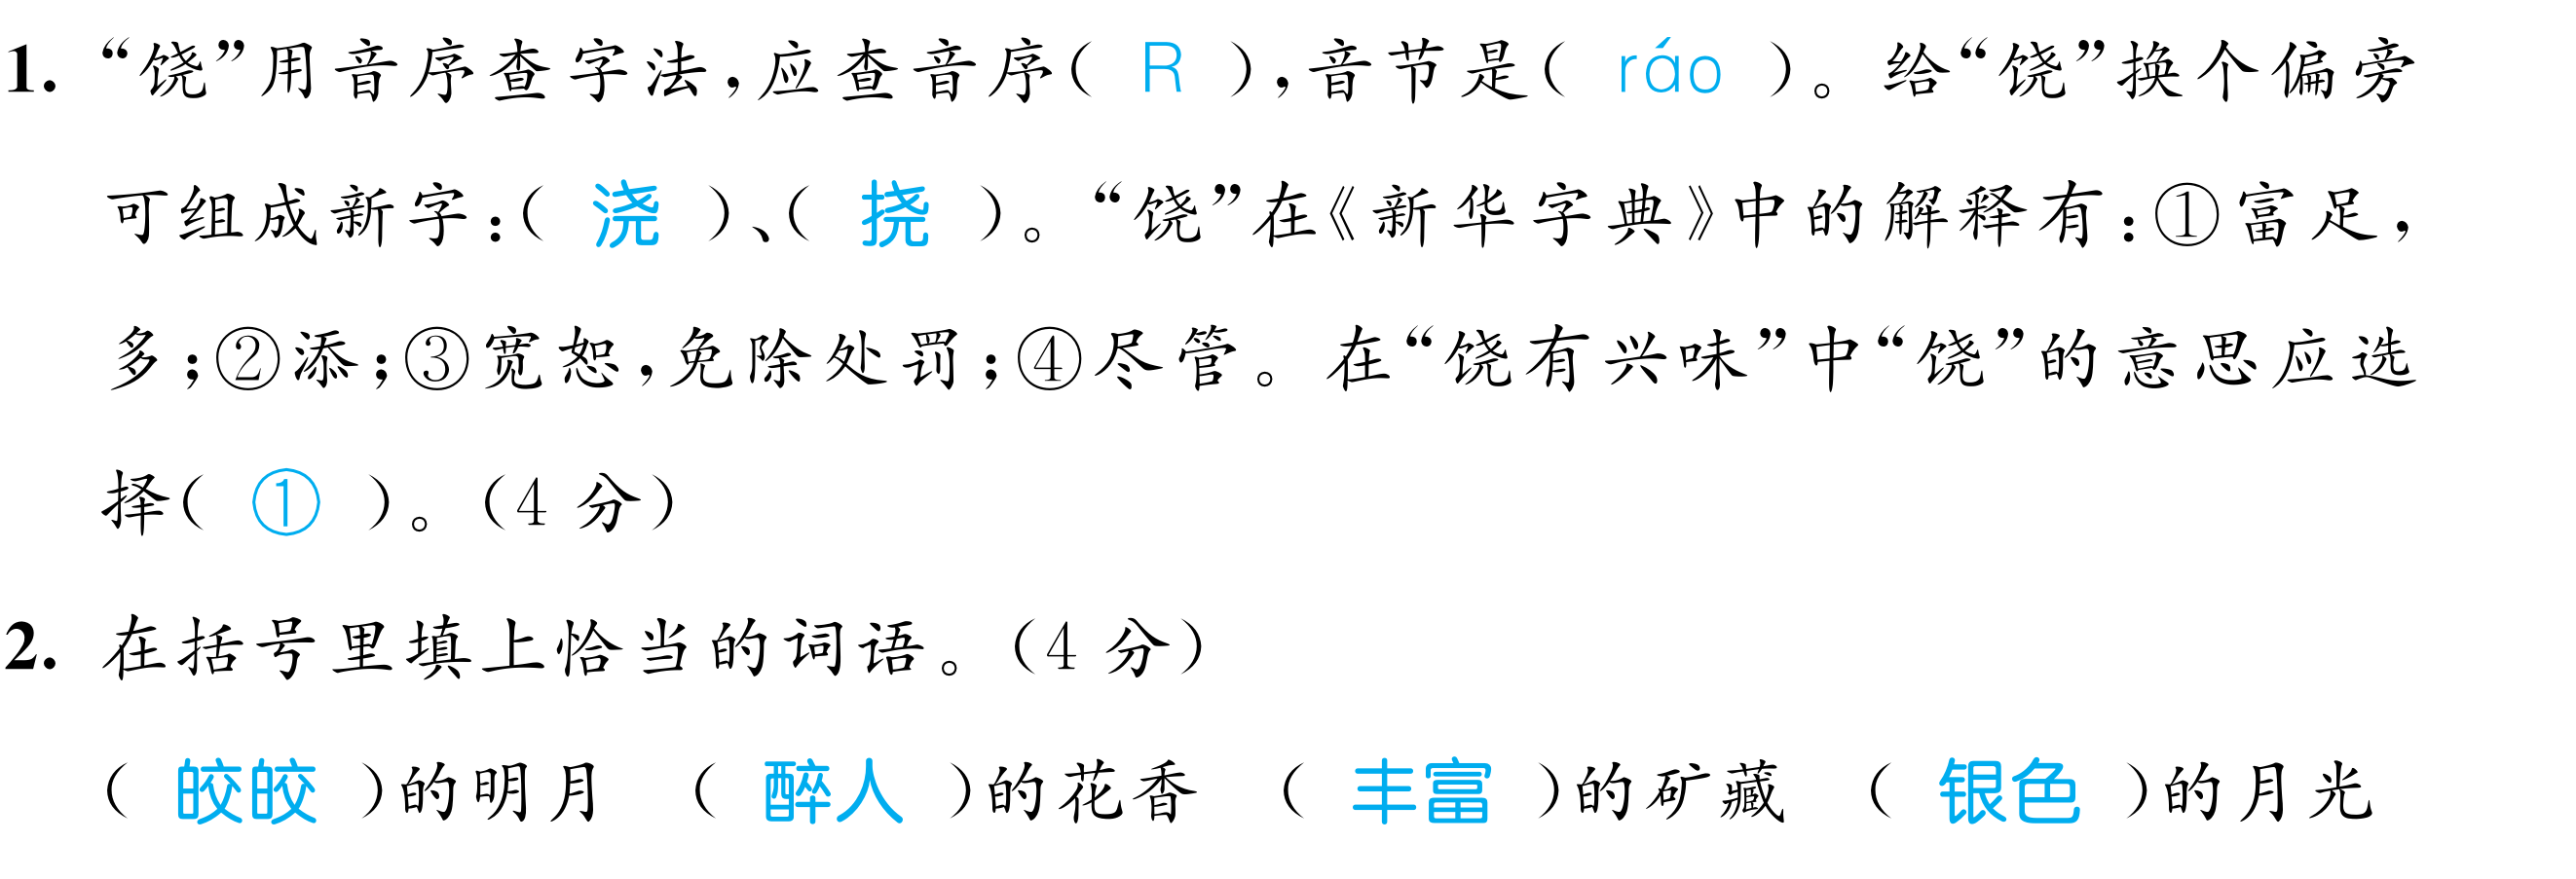 1. “饶”用音序查字法，应查音序（ R ），音节是（ ráo ）。给“饶”换个偏旁
可组成新字：（ 浇 ）、（ 挠 ）。“饶”在《新华字典》中的解释有：①富足，
多；②添；③宽恕，免除处罚；④尽管。在“饶有兴味”中“饶”的意思应选
择（ ① ）。（4 分）
2. 在括号里填上恰当的词语。（4 分）
（ 皎皎 ）的明月 （ 醉人 ）的花香 （ 丰富 ）的矿藏 （ 银色 ）的月光